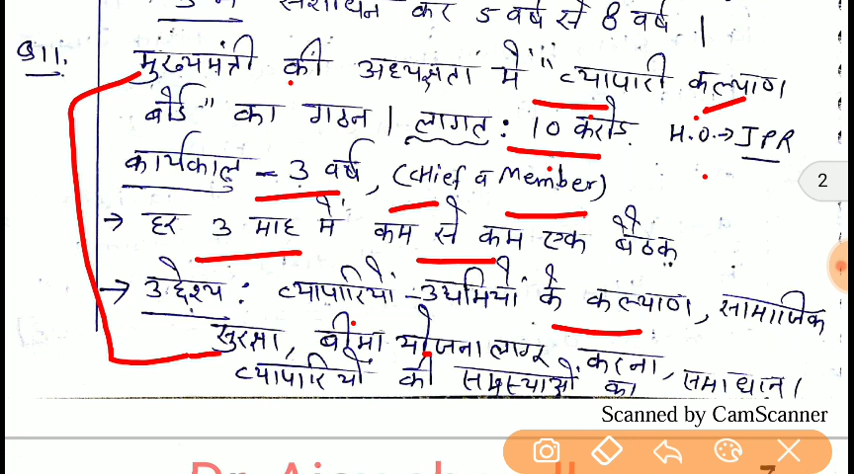 संशोधन कर 5 वर्ष से 8 वर्ष।
Q11. मुख्यमंत्री की अध्यक्षता में "व्यापारी कल्याण
बोर्ड" का गठन। लागत: 10 करोड़. H.O.→JPR
कार्यकाल - 3 वर्ष, (Chief व Member)
2
→ हर 3 माह में कम से कम एक बैठक
→ उद्देश्य: व्यापारियों - उद्यमियों के कल्याण, सामाजिक
सुरक्षा, बीमा योजना लागू करना,
व्यापारियों की समस्याओं का समाधान।
Scanned by CamScanner